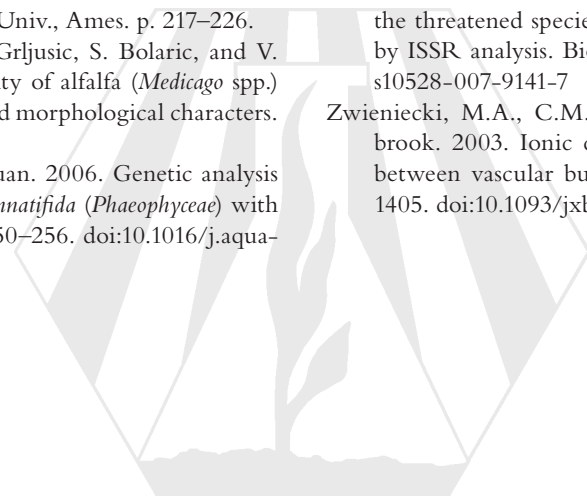 Univ., Ames. p. 217–226.
Grljusic, S. Bolaric, and V.
ty of alfalfa (Medicago spp.)
d morphological characters.
uan. 2006. Genetic analysis
nnatifida (Phaeophyceae) with
50–256. doi:10.1016/j.aqua-
the threatened specie
by ISSR analysis. Bio
s10528-007-9141-7
Zwieniecki, M.A., C.M.
brook. 2003. Ionic c
between vascular bu
1405. doi:10.1093/jxb